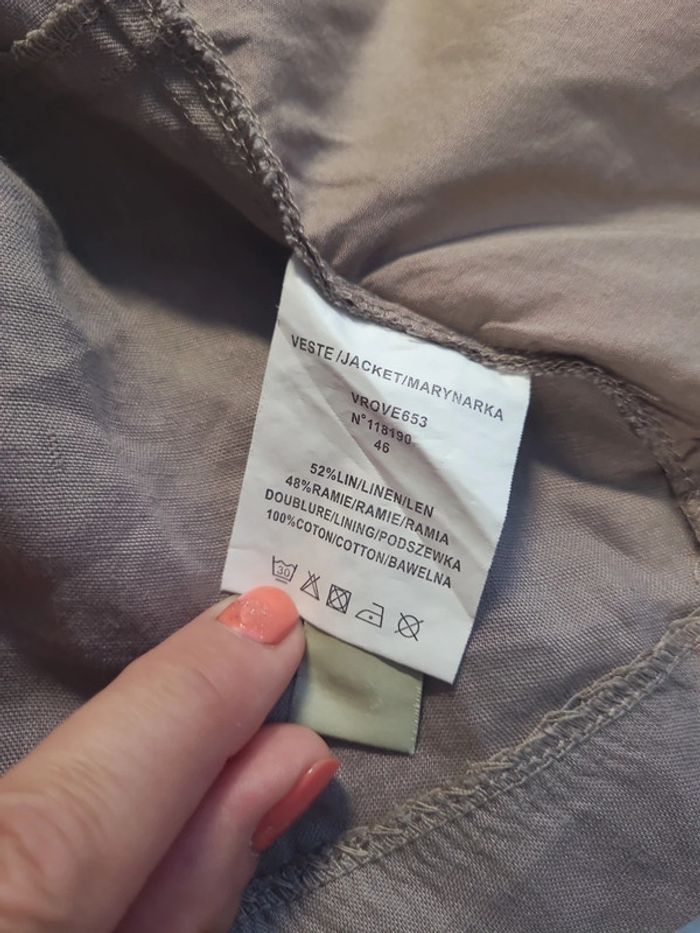 VESTE/JACKET/MARYNARKA
VROVE653
N°118190
46
52%LIN/LINEN/LEN
48%RAMIE/RAMIE/RAMIA
DOUBLURE/LINING/PODSZEWKA
100%COTON/COTTON/BAWELNA
30